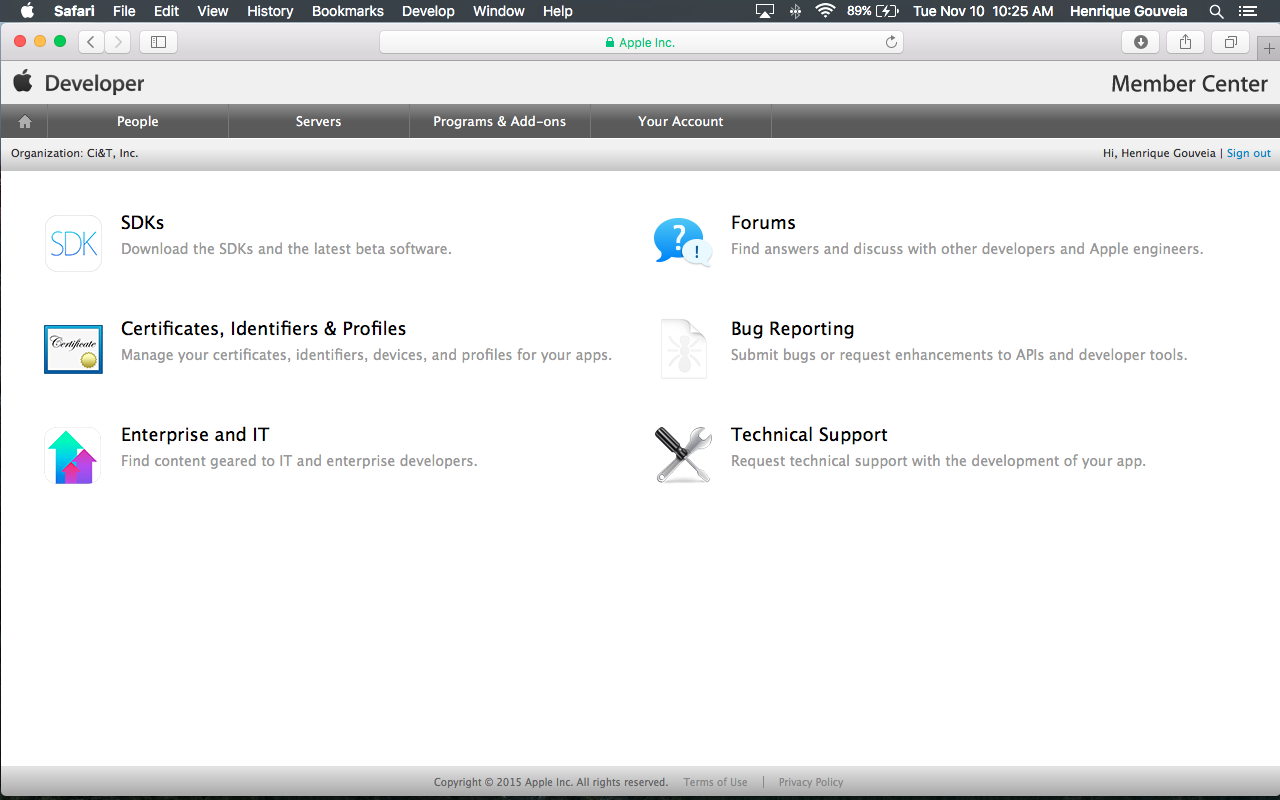 Safari File Edit View History Bookmarks Develop Window Help 89% Tue Nov 10 10:25 AM Henrique Gouveia
Apple Inc.
Developer Member Center
People Servers Programs & Add-ons Your Account
Organization: Ci&T, Inc. Hi, Henrique Gouveia | Sign out
SDK
SDKs
Download the SDKs and the latest beta software.
? !
Forums
Find answers and discuss with other developers and Apple engineers.
Certificate
Certificates, Identifiers & Profiles
Manage your certificates, identifiers, devices, and profiles for your apps.
Bug Reporting
Submit bugs or request enhancements to APIs and developer tools.
Enterprise and IT
Find content geared to IT and enterprise developers.
Technical Support
Request technical support with the development of your app.
Copyright © 2015 Apple Inc. All rights reserved. Terms of Use | Privacy Policy